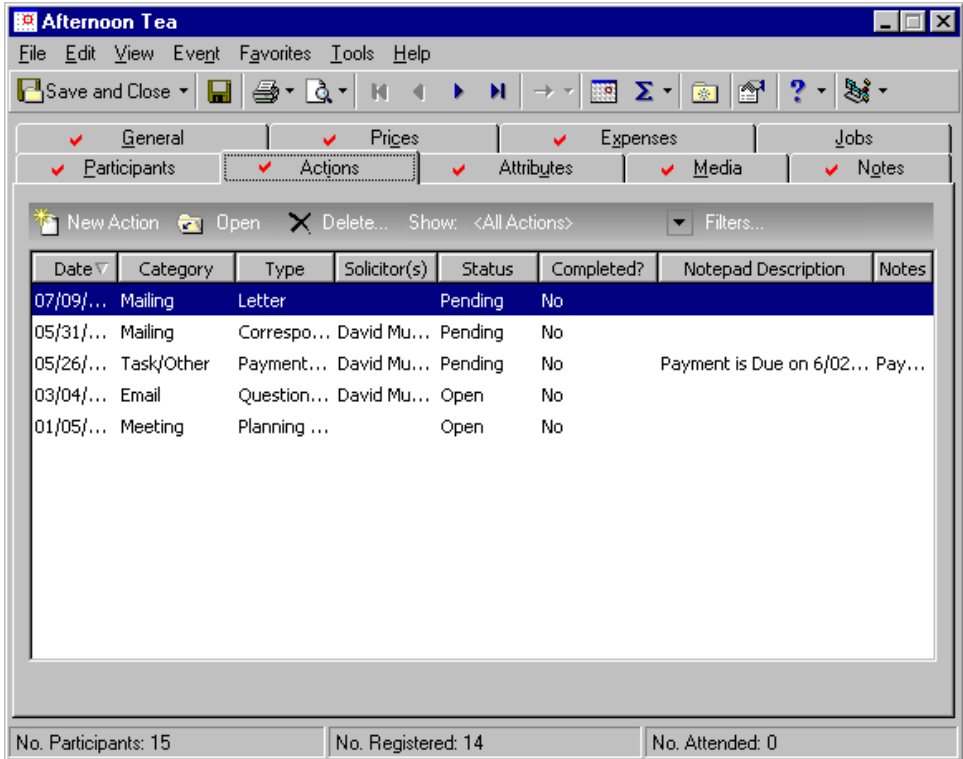 Afternoon Tea
File Edit View Event Favorites Tools Help
Save and Close
General Prices Expenses Jobs
Participants Actions Attributes Media Notes
New Action Open Delete... Show: <All Actions> Filters...
Date Category Type Solicitor(s) Status Completed? Notepad Description Notes
07/09/... Mailing Letter Pending No
05/31/... Mailing Correspo... David Mu... Pending No
05/26/... Task/Other Payment... David Mu... Pending No Payment is Due on 6/02... Pay...
03/04/... Email Question... David Mu... Open No
01/05/... Meeting Planning ... Open No
No. Participants: 15 No. Registered: 14 No. Attended: 0